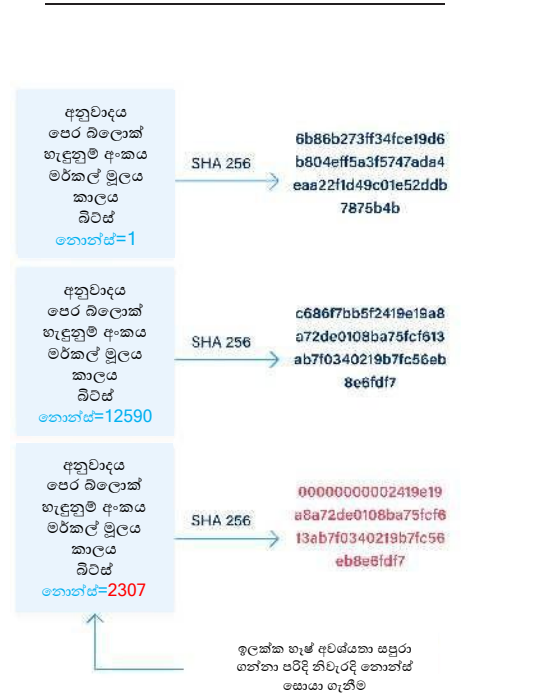 අනුවාදය
පෙර බ්ලොක්
හැඳුනුම් අංකය
මර්කල් මූලය
කාලය
බිට්ස්
නොන්ස්=1
SHA 256
6b86b273ff34fce19d6
b804eff5a3f5747ada4
eaa22f1d49c01e52ddb
7875b4b
අනුවාදය
පෙර බ්ලොක්
හැඳුනුම් අංකය
මර්කල් මූලය
කාලය
බිට්ස්
නොන්ස්=12590
SHA 256
c686f7bb5f2419e19a8
a72de0108ba75fcf613
ab7f0340219b7fc56eb
8e6fdf7
අනුවාදය
පෙර බ්ලොක්
හැඳුනුම් අංකය
මර්කල් මූලය
කාලය
බිට්ස්
නොන්ස්=2307
SHA 256
00000000002419e19
a8a72de0108ba75fcf6
13ab7f0340219b7fc56
eb8e6fdf7
ඉලක්ක හෑෂ් අවශ්යතා සපුරා
ගන්නා පරිදි නිවැරදි නොන්ස්
සොයා ගැනීම